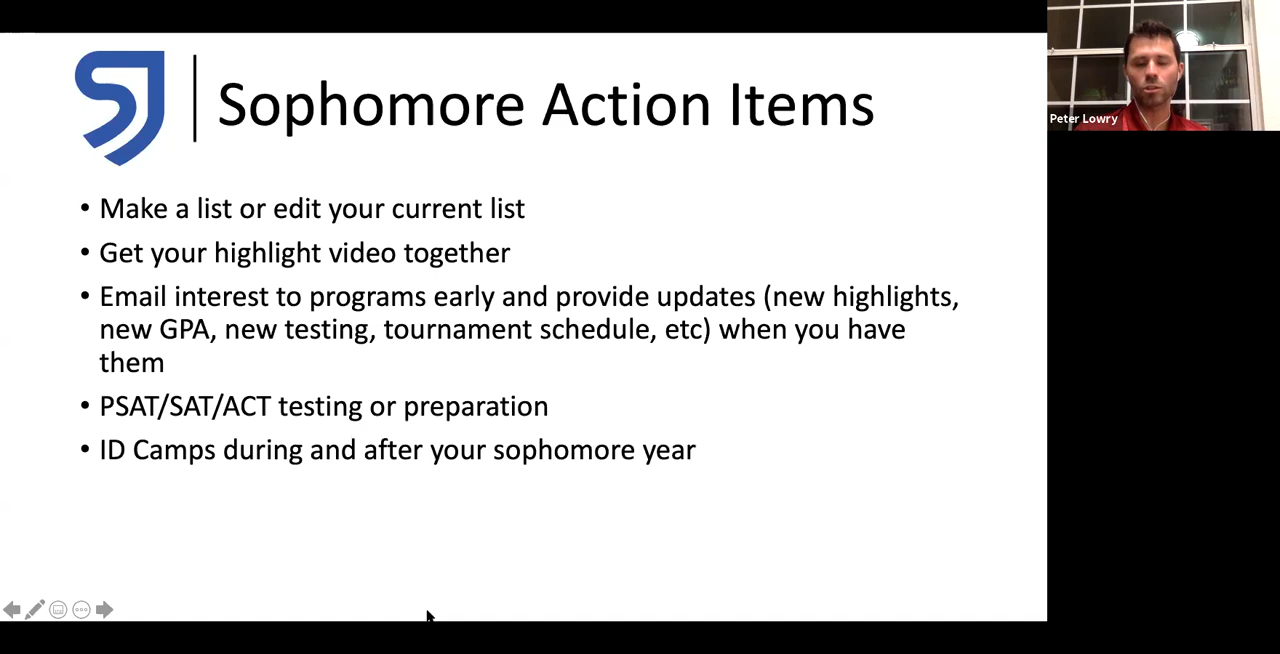 SJ
Sophomore Action Items
• Make a list or edit your current list
• Get your highlight video together
• Email interest to programs early and provide updates (new highlights,
new GPA, new testing, tournament schedule, etc) when you have
them
• PSAT/SAT/ACT testing or preparation
• ID Camps during and after your sophomore year
Peter Lowry